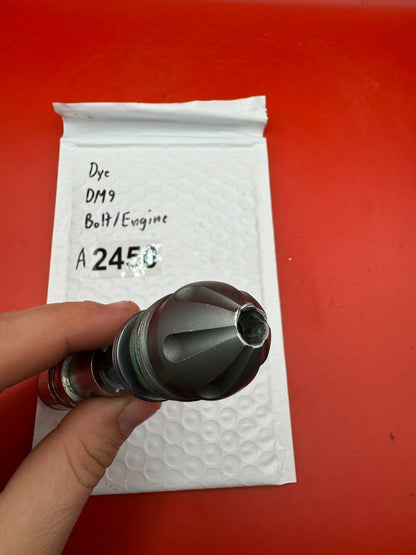 Dye
DM9
Bolt/Engine
A 2450